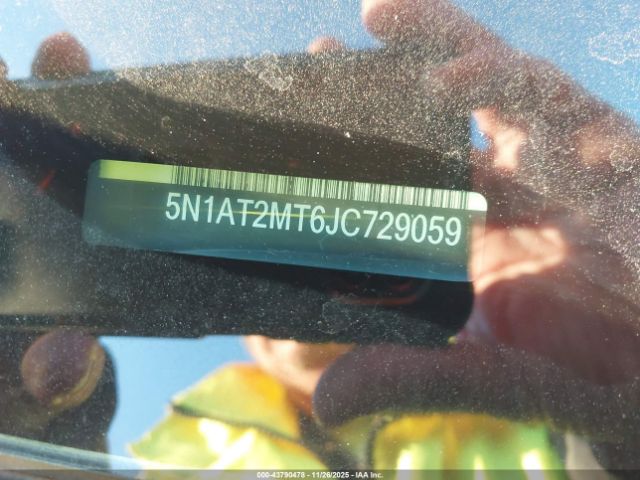 5N1AT2MT6JC729059
000-43790478 | 11/26/2025 | IAA Inc.